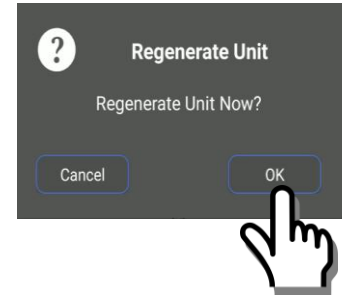 ?
Regenerate Unit
Regenerate Unit Now?
Cancel
OK